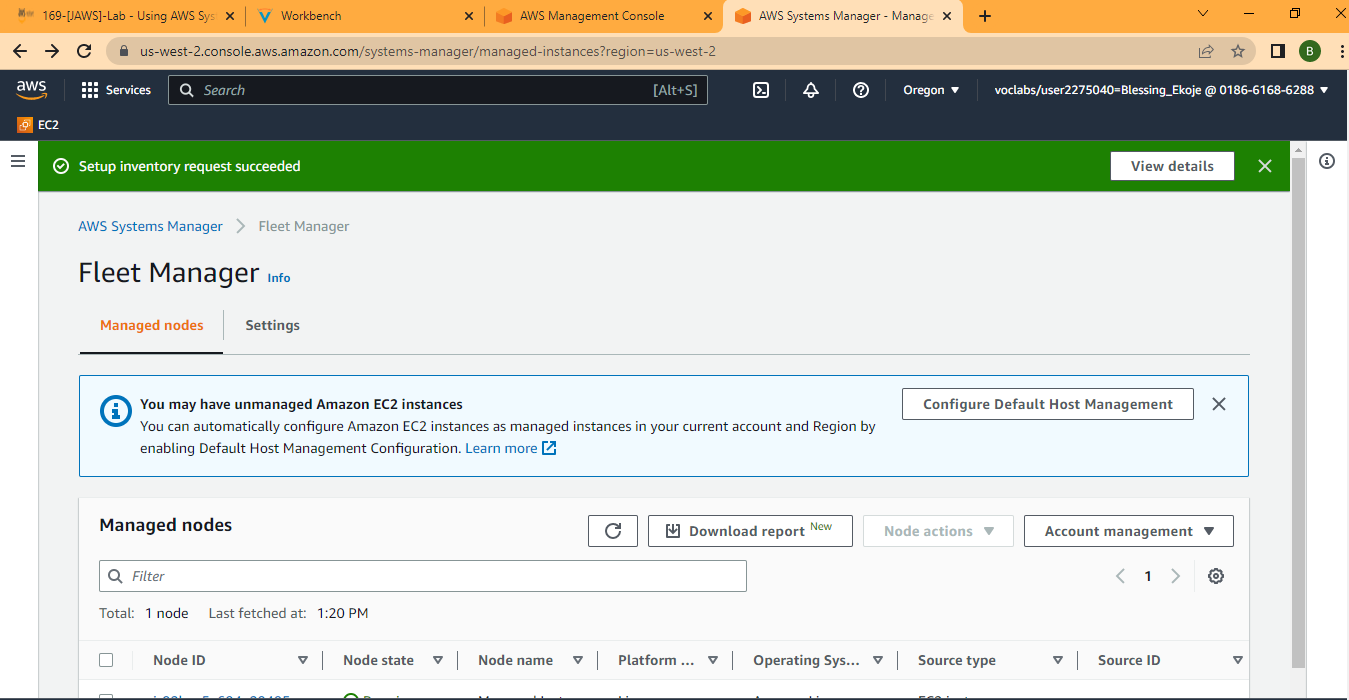 169-[JAWS]-Lab - Using AWS Sys
Workbench
AWS Management Console
AWS Systems Manager - Manage
us-west-2.console.aws.amazon.com/systems-manager/managed-instances?region=us-west-2
B
aws
Services
Search
[Alt+S]
Oregon
voclabs/user2275040=Blessing_Ekoje @ 0186-6168-6288
EC2
Setup inventory request succeeded
View details
AWS Systems Manager
Fleet Manager
Fleet Manager Info
Managed nodes
Settings
You may have unmanaged Amazon EC2 instances
You can automatically configure Amazon EC2 instances as managed instances in your current account and Region by
enabling Default Host Management Configuration. Learn more
Configure Default Host Management
Managed nodes
Download report New
Node actions
Account management
Filter
1
Total: 1 node Last fetched at: 1:20 PM
Node ID
Node state
Node name
Platform ...
Operating Sys...
Source type
Source ID